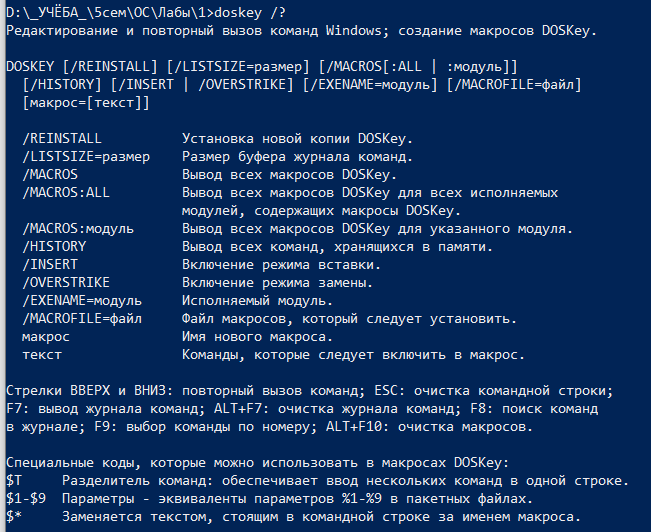 D:\_УЧЁБА_\5сем\ОС\Лабы\1>doskey /?
Редактирование и повторный вызов команд Windows; создание макросов DOSKey.
DOSKEY [/REINSTALL] [/LISTSIZE=размер] [/MACROS[:ALL | :модуль]]
[/HISTORY] [/INSERT | /OVERSTRIKE] [/EXENAME=модуль] [/MACROFILE=файл]
[макрос=[текст]]
/REINSTALL Установка новой копии DOSKey.
/LISTSIZE=размер Размер буфера журнала команд.
/MACROS Вывод всех макросов DOSKey.
/MACROS:ALL Вывод всех макросов DOSKey для всех исполняемых
модулей, содержащих макросы DOSKey.
/MACROS:модуль Вывод всех макросов DOSKey для указанного модуля.
/HISTORY Вывод всех команд, хранящихся в памяти.
/INSERT Включение режима вставки.
/OVERSTRIKE Включение режима замены.
/EXENAME=модуль Исполняемый модуль.
/MACROFILE=файл Файл макросов, который следует установить.
макрос Имя нового макроса.
текст Команды, которые следует включить в макрос.
Стрелки ВВЕРХ и ВНИЗ: повторный вызов команд; ESC: очистка командной строки;
F7: вывод журнала команд; ALT+F7: очистка журнала команд; F8: поиск команд
в журнале; F9: выбор команды по номеру; ALT+F10: очистка макросов.
Специальные коды, которые можно использовать в макросах DOSKey:
$T Разделитель команд: обеспечивает ввод нескольких команд в одной строке.
$1-$9 Параметры - эквиваленты параметров %1-%9 в пакетных файлах.
$* Заменяется текстом, стоящим в командной строке за именем макроса.